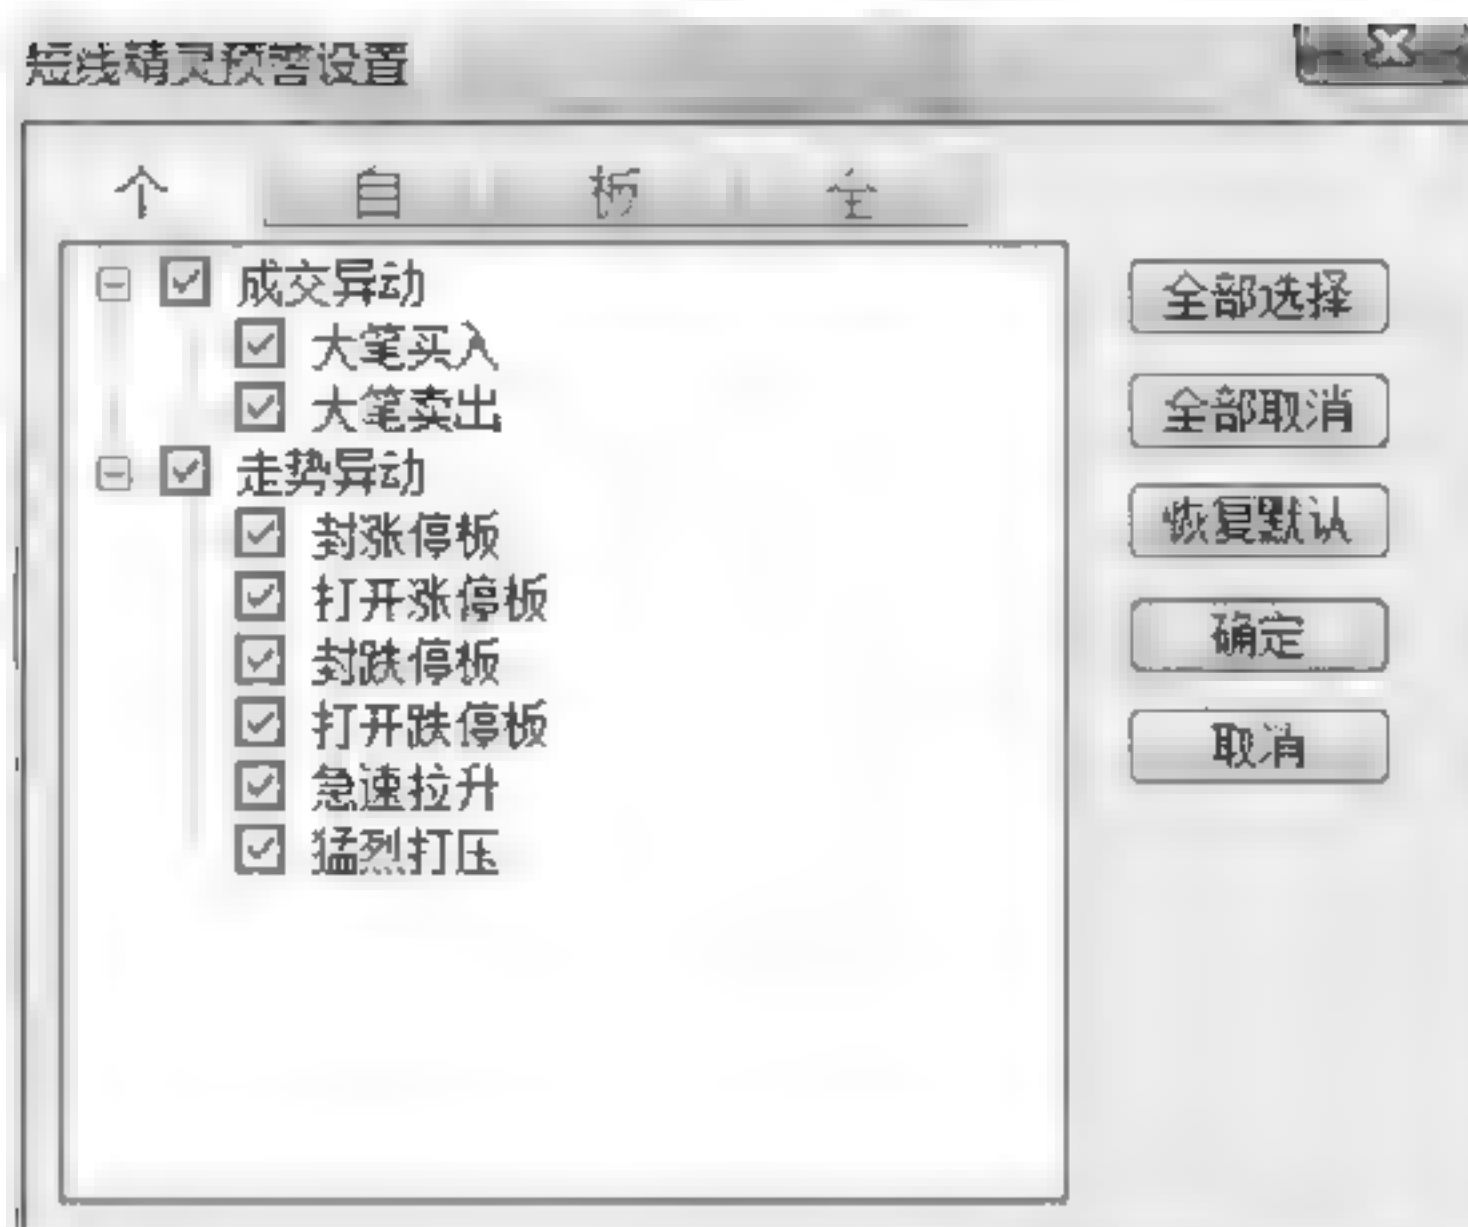 短线精灵预警设置
个 自 板 全
成交异动
大笔买入
大笔卖出
走势异动
封涨停板
打开涨停板
封跌停板
打开跌停板
急速拉升
猛烈打压
全部选择
全部取消
恢复默认
确定
取消